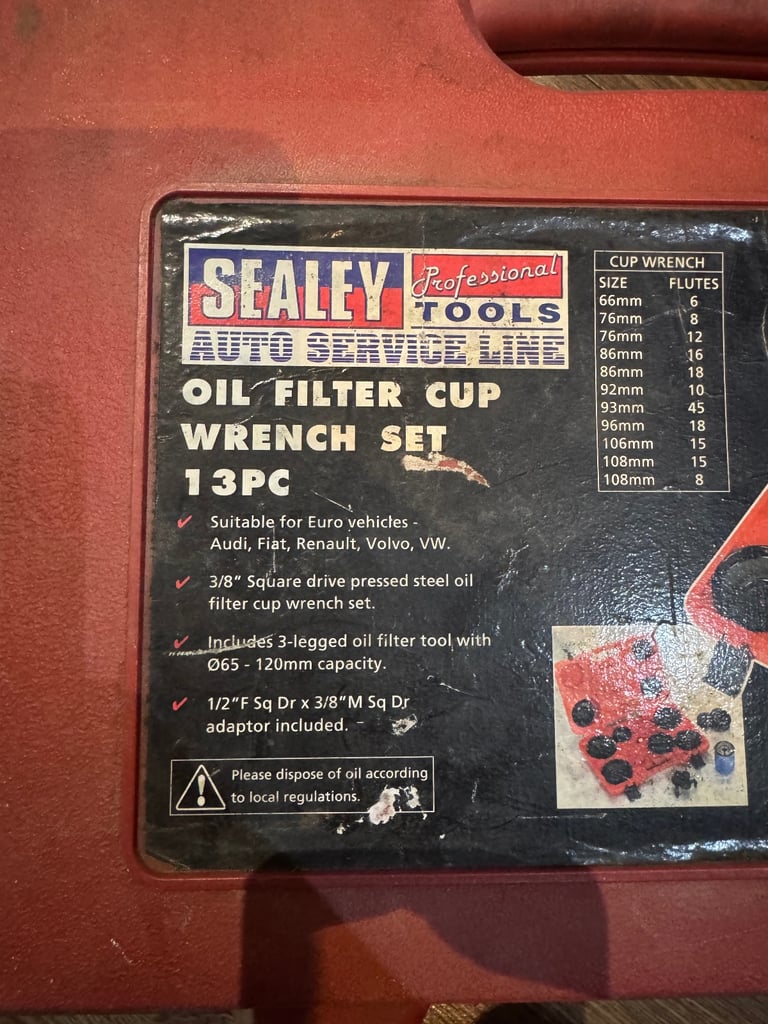 SEALEY Professional
TOOLS
AUTO SERVICE LINE
OIL FILTER CUP
WRENCH SET
13PC
✓ Suitable for Euro vehicles -
Audi, Fiat, Renault, Volvo, VW.
✓ 3/8” Square drive pressed steel oil
filter cup wrench set.
✓ Includes 3-legged oil filter tool with
Ø65 - 120mm capacity.
✓ 1/2”F Sq Dr x 3/8”M Sq Dr
adaptor included.
Please dispose of oil according
to local regulations.
CUP WRENCH
SIZE FLUTES
66mm 6
76mm 8
76mm 12
86mm 16
86mm 18
92mm 10
93mm 45
96mm 18
106mm 15
108mm 15
108mm 8